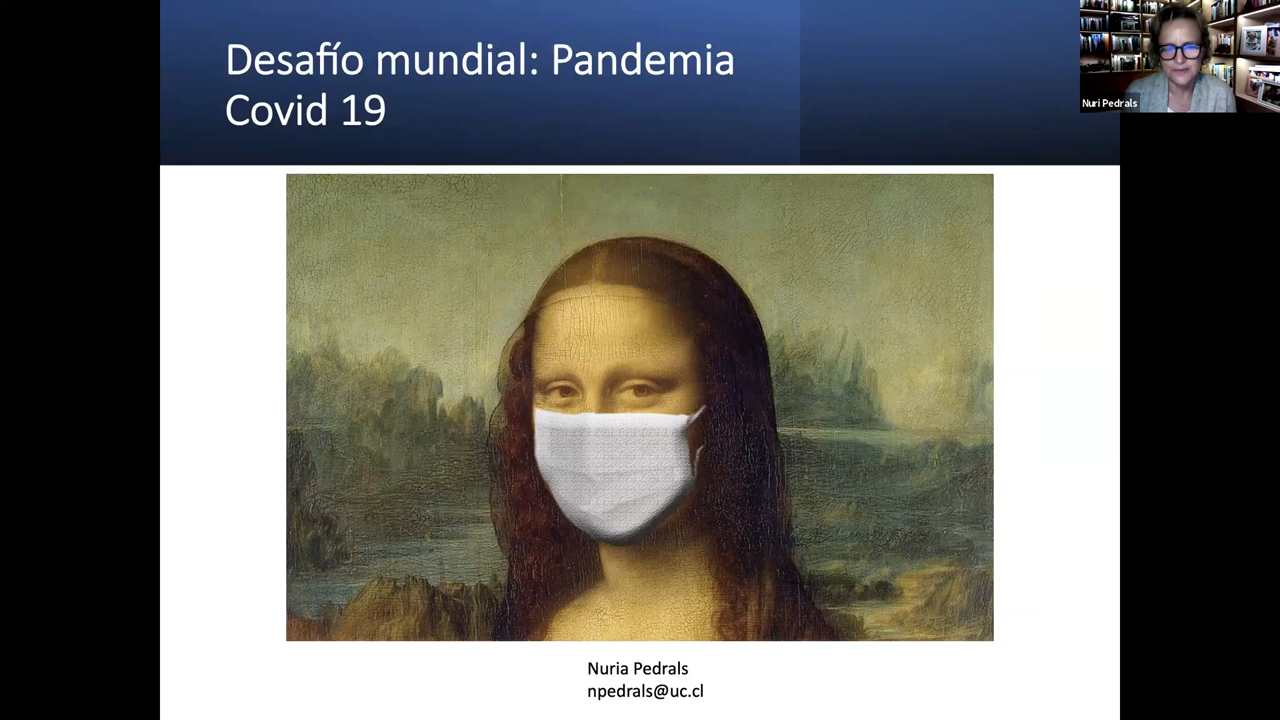 Desafío mundial: Pandemia
Covid 19
Nuri Pedrals
Nuria Pedrals
npedrals@uc.cl